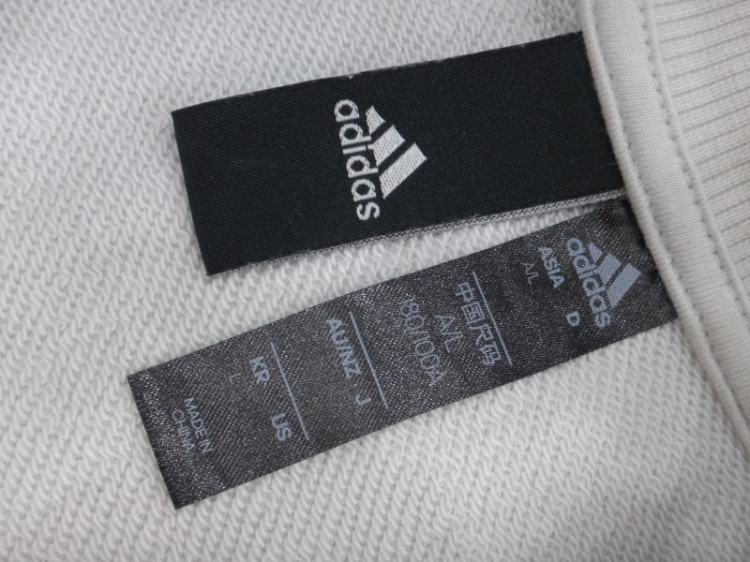 adidas
adidas
ASIA D
A/L
中国尺码
A/L
180/100A
AU/NZ J
KR US
L
MADE IN
CHINA